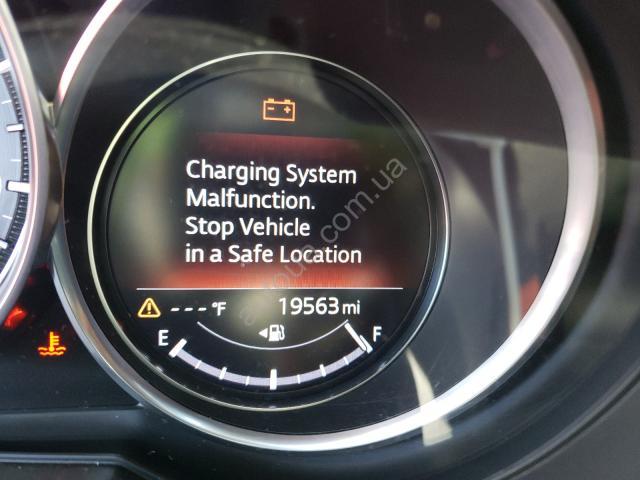 Charging System
Malfunction.
Stop Vehicle
in a Safe Location
---°F 19563 mi
E F